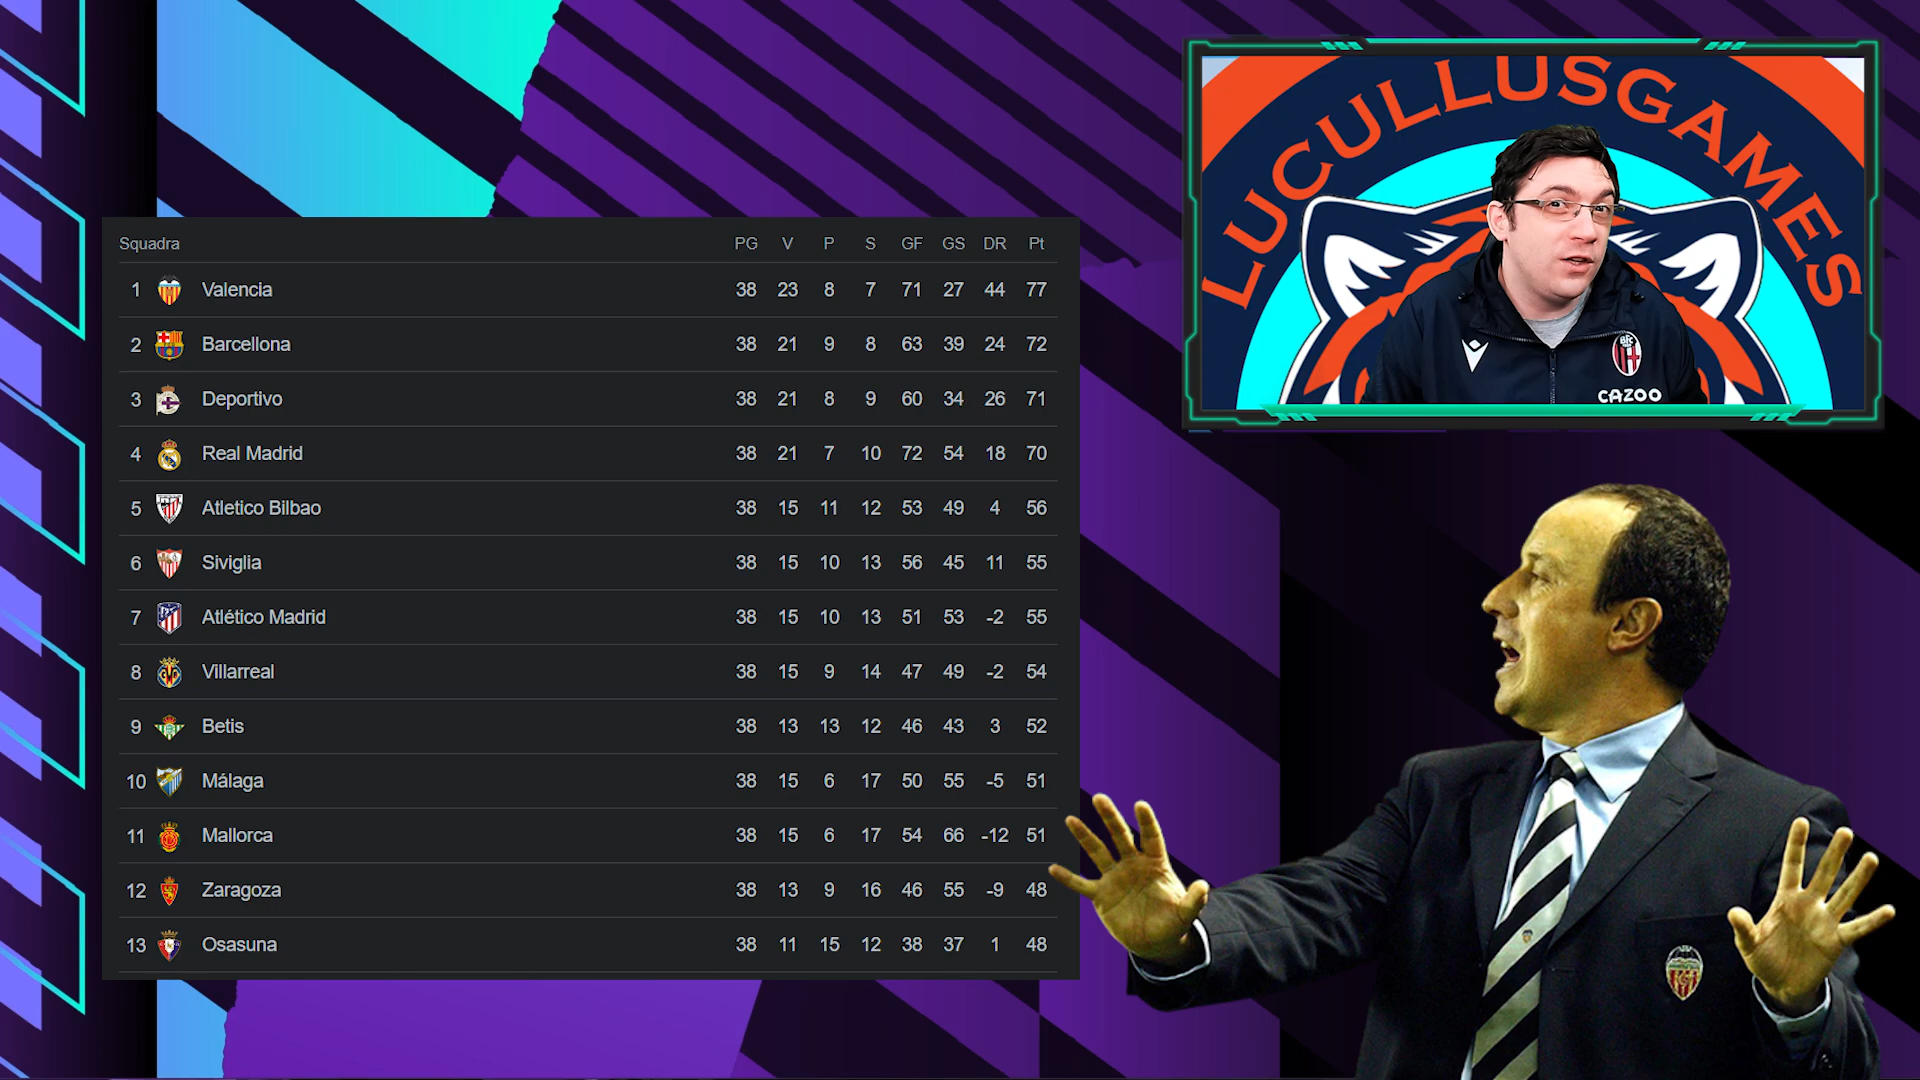 LUCULLUSGAMES
BFC
CAZOO
Squadra PG V P S GF GS DR Pt
1 Valencia 38 23 8 7 71 27 44 77
2 Barcellona 38 21 9 8 63 39 24 72
3 Deportivo 38 21 8 9 60 34 26 71
4 Real Madrid 38 21 7 10 72 54 18 70
5 Atletico Bilbao 38 15 11 12 53 49 4 56
6 Siviglia 38 15 10 13 56 45 11 55
7 Atlético Madrid 38 15 10 13 51 53 -2 55
8 Villarreal 38 15 9 14 47 49 -2 54
9 Betis 38 13 13 12 46 43 3 52
10 Málaga 38 15 6 17 50 55 -5 51
11 Mallorca 38 15 6 17 54 66 -12 51
12 Zaragoza 38 13 9 16 46 55 -9 48
13 Osasuna 38 11 15 12 38 37 1 48